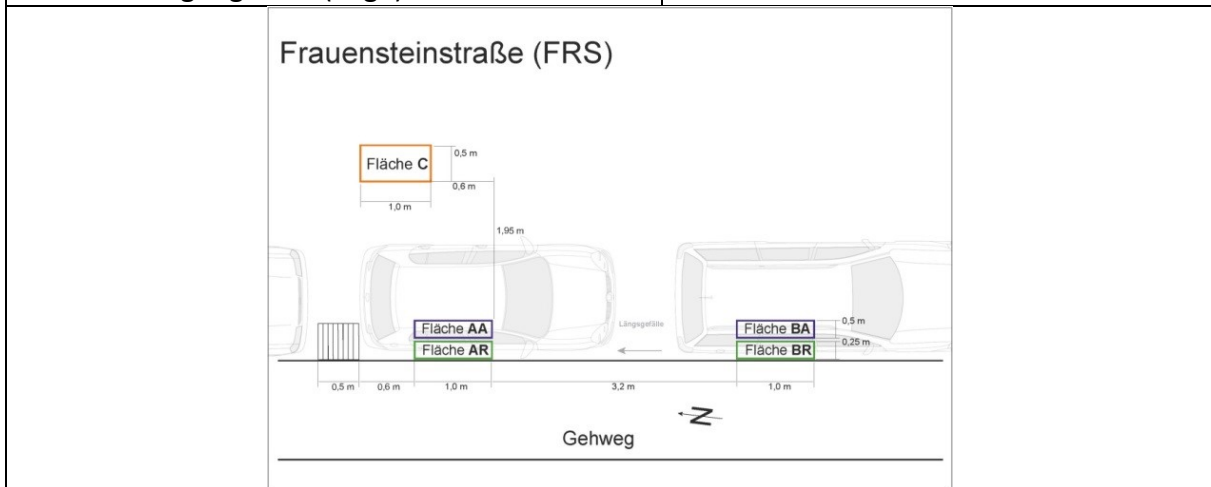 Frauensteinstraße (FRS)
Fläche C
0,5 m
0,6 m
1,0 m
1,95 m
Längsgefälle
Fläche AA
Fläche BA
0,5 m
Fläche AR
Fläche BR
0,25 m
0,5 m
0,6 m
1,0 m
3,2 m
1,0 m
N
Gehweg